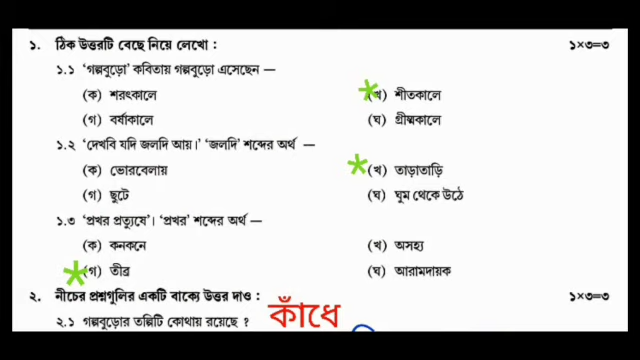 ১. ঠিক উত্তরটি বেছে নিয়ে লেখো : ১×৩=৩
১.১ ‘গল্পবুড়ো’ কবিতায় গল্পবুড়ো এসেছেন —
(ক) শরৎকালে (খ) শীতকালে
(গ) বর্ষাকালে (ঘ) গ্রীষ্মকালে
১.২ ‘দেখবি যদি জলদি আয়।’ ‘জলদি’ শব্দের অর্থ —
(ক) ভোরবেলায় (খ) তাড়াতাড়ি
(গ) ছুটে (ঘ) ঘুম থেকে উঠে
১.৩ ‘প্রখর প্রত্যুষে’। ‘প্রখর’ শব্দের অর্থ —
(ক) কনকনে (খ) অসহ্য
(গ) তীব্র (ঘ) আরামদায়ক
২. নীচের প্রশ্নগুলির একটি বাক্যে উত্তর দাও : ১×৩=৩
২.১ গল্পবুড়োর তল্পিটি কোথায় রয়েছে ? কাঁধে